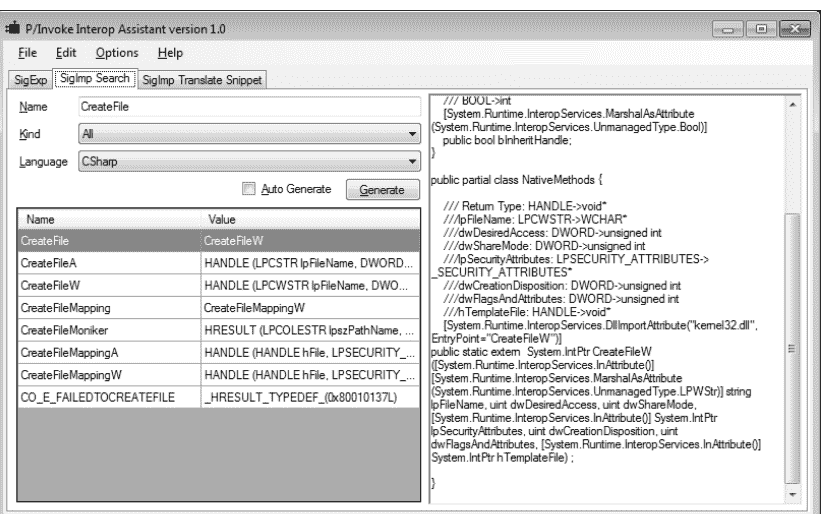 P/Invoke Interop Assistant version 1.0
File Edit Options Help
SigExp SigImp Search SigImp Translate Snippet
Name CreateFile
Kind All
Language CSharp
Auto Generate Generate
Name Value
CreateFile CreateFileW
CreateFileA HANDLE (LPCSTR lpFileName, DWORD...
CreateFileW HANDLE (LPCWSTR lpFileName, DWO...
CreateFileMapping CreateFileMappingW
CreateFileMoniker HRESULT (LPCOLESTR lpszPathName, ...
CreateFileMappingA HANDLE (HANDLE hFile, LPSECURITY_...
CreateFileMappingW HANDLE (HANDLE hFile, LPSECURITY_...
CO_E_FAILEDTOCREATEFILE _HRESULT_TYPEDEF_(0x80010137L)
/// BOOL->int
[System.Runtime.InteropServices.MarshalAsAttribute
(System.Runtime.InteropServices.UnmanagedType.Bool)]
public bool bInheritHandle;
}
public partial class NativeMethods {
/// Return Type: HANDLE->void*
///lpFileName: LPCWSTR->WCHAR*
///dwDesiredAccess: DWORD->unsigned int
///dwShareMode: DWORD->unsigned int
///lpSecurityAttributes: LPSECURITY_ATTRIBUTES->
_SECURITY_ATTRIBUTES*
///dwCreationDisposition: DWORD->unsigned int
///dwFlagsAndAttributes: DWORD->unsigned int
///hTemplateFile: HANDLE->void*
[System.Runtime.InteropServices.DllImportAttribute("kernel32.dll",
EntryPoint="CreateFileW")]
public static extern System.IntPtr CreateFileW
([System.Runtime.InteropServices.InAttribute()]
[System.Runtime.InteropServices.MarshalAsAttribute
(System.Runtime.InteropServices.UnmanagedType.LPWStr)] string
lpFileName, uint dwDesiredAccess, uint dwShareMode,
[System.Runtime.InteropServices.InAttribute()] System.IntPtr
lpSecurityAttributes, uint dwCreationDisposition, uint
dwFlagsAndAttributes, [System.Runtime.InteropServices.InAttribute()]
System.IntPtr hTemplateFile) ;
}